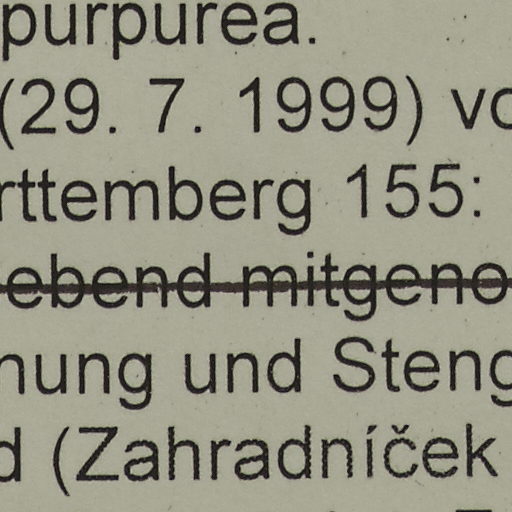 purpurea.
(29. 7. 1999) vo
rttemberg 155:
ebend mitgeno
nung und Steng
d (Zahradníček